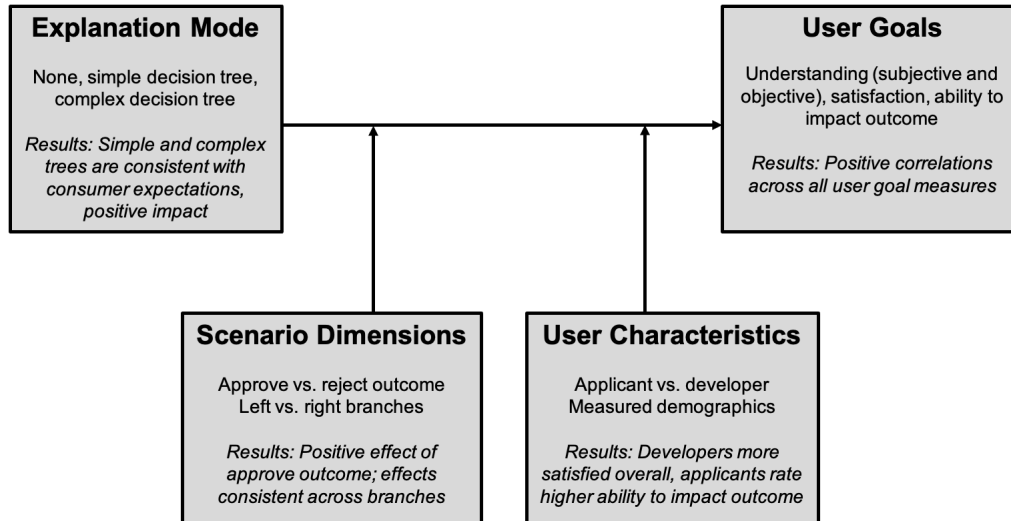 Explanation Mode
None, simple decision tree,
complex decision tree
Results: Simple and complex
trees are consistent with
consumer expectations,
positive impact
User Goals
Understanding (subjective and
objective), satisfaction, ability to
impact outcome
Results: Positive correlations
across all user goal measures
Scenario Dimensions
Approve vs. reject outcome
Left vs. right branches
Results: Positive effect of
approve outcome; effects
consistent across branches
User Characteristics
Applicant vs. developer
Measured demographics
Results: Developers more
satisfied overall, applicants rate
higher ability to impact outcome